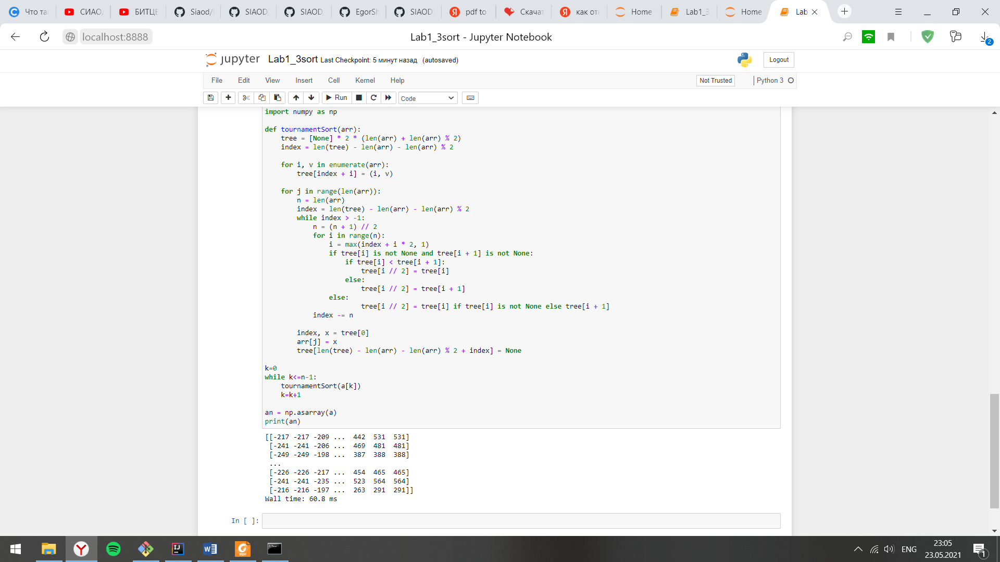 Что та
СИАО
БИТЦЕ
Siaod/
SIAOD
SIAOD
EgorSh
SIAOD
pdf to
Скачат
как отк
Home
Lab1_3
Home
Lab
localhost:8888
Lab1_3sort - Jupyter Notebook
2
jupyter Lab1_3sort Last Checkpoint: 5 минут назад (autosaved)
Logout
File Edit View Insert Cell Kernel Help
Not Trusted
Python 3
Run
Code
import numpy as np
def tournamentSort(arr):
    tree = [None] * 2 * (len(arr) + len(arr) % 2)
    index = len(tree) - len(arr) - len(arr) % 2
    for i, v in enumerate(arr):
        tree[index + i] = (i, v)
    for j in range(len(arr)):
        n = len(arr)
        index = len(tree) - len(arr) - len(arr) % 2
        while index > -1:
            n = (n + 1) // 2
            for i in range(n):
                i = max(index + i * 2, 1)
                if tree[i] is not None and tree[i + 1] is not None:
                    if tree[i] < tree[i + 1]:
                        tree[i // 2] = tree[i]
                    else:
                        tree[i // 2] = tree[i + 1]
                else:
                        tree[i // 2] = tree[i] if tree[i] is not None else tree[i + 1]
            index -= n
        index, x = tree[0]
        arr[j] = x
        tree[len(tree) - len(arr) - len(arr) % 2 + index] = None
k=0
while k<=n-1:
    tournamentSort(a[k])
    k=k+1
an = np.asarray(a)
print(an)
[[-217 -217 -209 ...  442  531  531]
 [-241 -241 -206 ...  469  481  481]
 [-249 -249 -198 ...  387  388  388]
 ...
 [-226 -226 -217 ...  454  465  465]
 [-241 -241 -235 ...  523  564  564]
 [-216 -216 -197 ...  263  291  291]]
Wall time: 60.8 ms
In [ ]:
ENG
23:05
23.05.2021
1